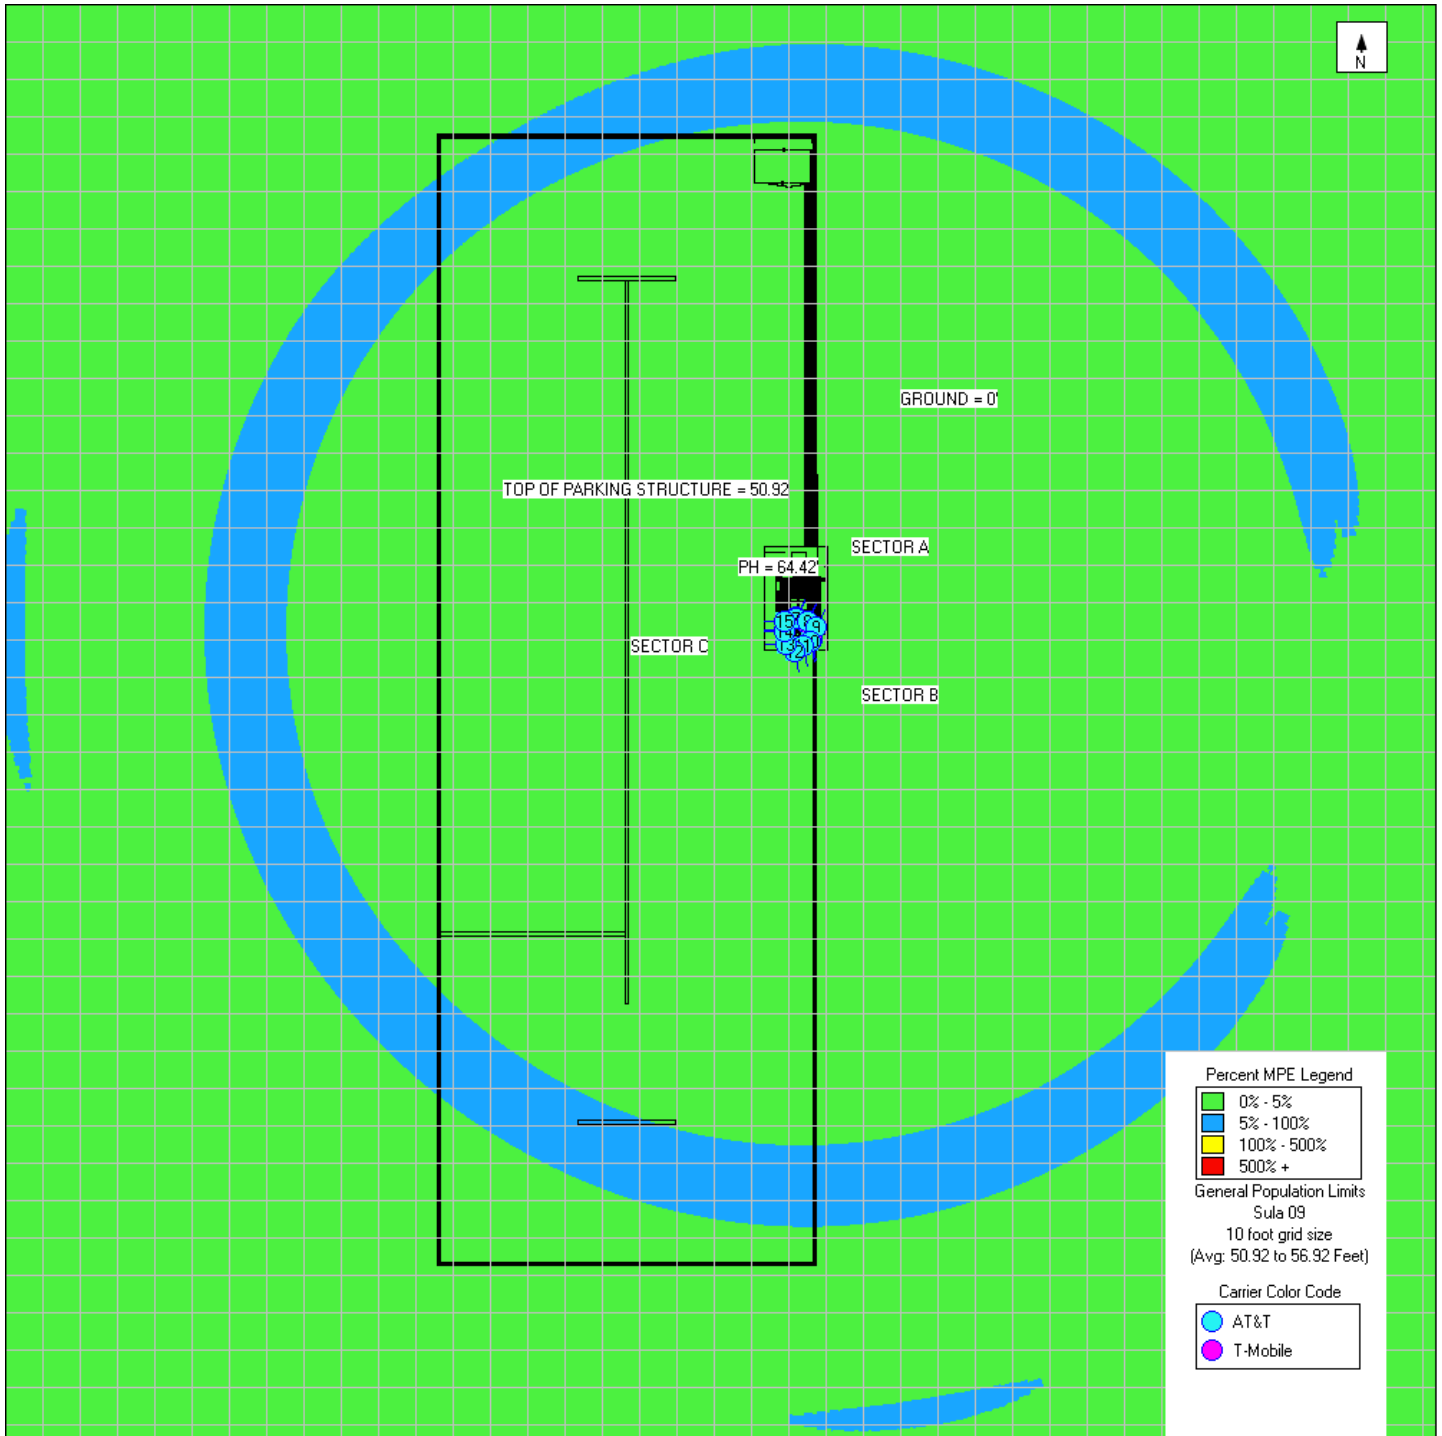 N
GROUND = 0'
TOP OF PARKING STRUCTURE = 50.92
SECTOR A
PH = 64.42'
SECTOR C
SECTOR B
Percent MPE Legend
0% - 5%
5% - 100%
100% - 500%
500% +
General Population Limits
Sula 09
10 foot grid size
(Avg: 50.92 to 56.92 Feet)
Carrier Color Code
AT&T
T-Mobile